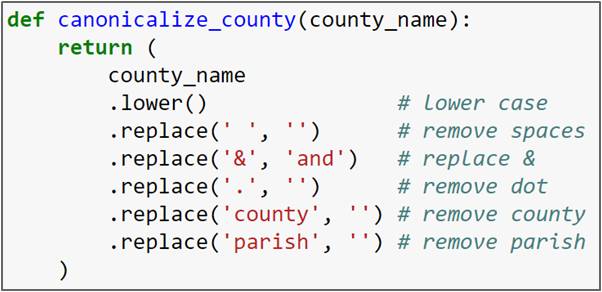 def canonicalize_county(county_name):
    return (
        county_name
        .lower()               # lower case
        .replace(' ', '')      # remove spaces
        .replace('&', 'and')   # replace &
        .replace('.', '')      # remove dot
        .replace('county', '') # remove county
        .replace('parish', '') # remove parish
    )